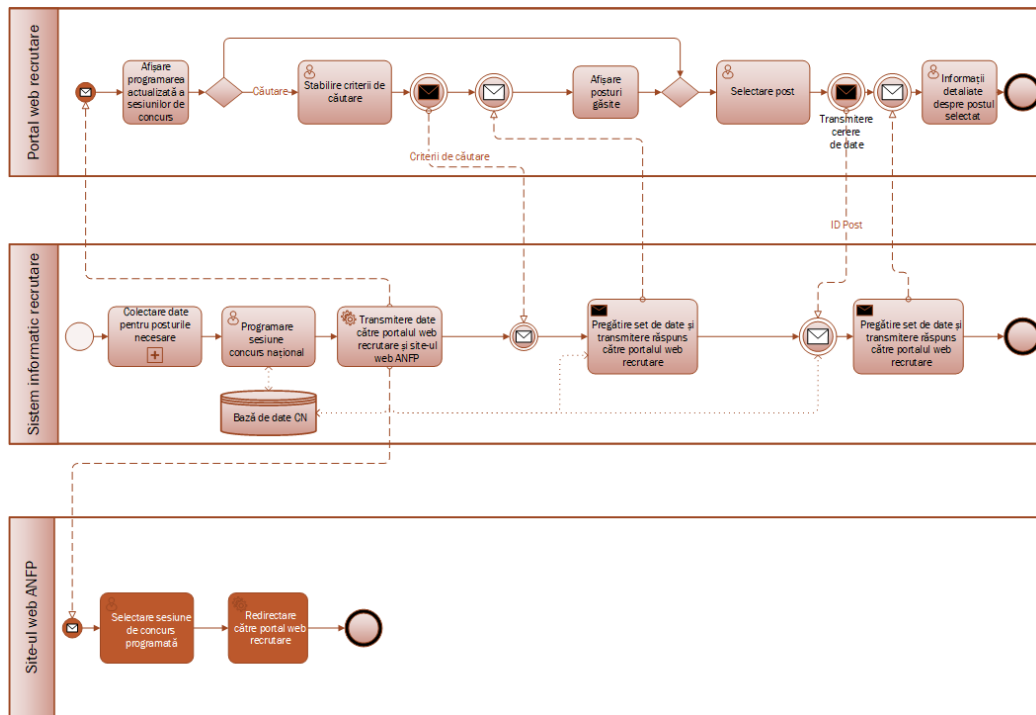 Portal web recrutare
Afișare
programarea
actualizată a
sesiunilor de
concurs
Căutare
Stabilire criterii de
căutare
Afișare
posturi
găsite
Selectare post
Transmitere
cerere
de date
Informații
detaliate
despre postul
selectat
Criterii de căutare
ID Post
Sistem informatic recrutare
Colectare date
pentru posturile
necesare
Programare
sesiune
concurs național
Transmitere date
către portalul web
recrutare și site-ul
web ANFP
Pregătire set de date și
transmitere răspuns
către portalul web
recrutare
Pregătire set de date și
transmitere răspuns
către portalul web
recrutare
Bază de date CN
Site-ul web ANFP
Selectare sesiune
de concurs
programată
Redirectare
către portal web
recrutare